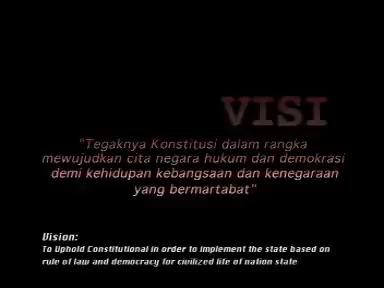 VISI
"Tegaknya Konstitusi dalam rangka
mewujudkan cita negara hukum dan demokrasi
demi kehidupan kebangsaan dan kenegaraan
yang bermartabat"
Vision:
To Uphold Constitutional in order to implement the state based on
rule of law and democracy for civilized life of nation state